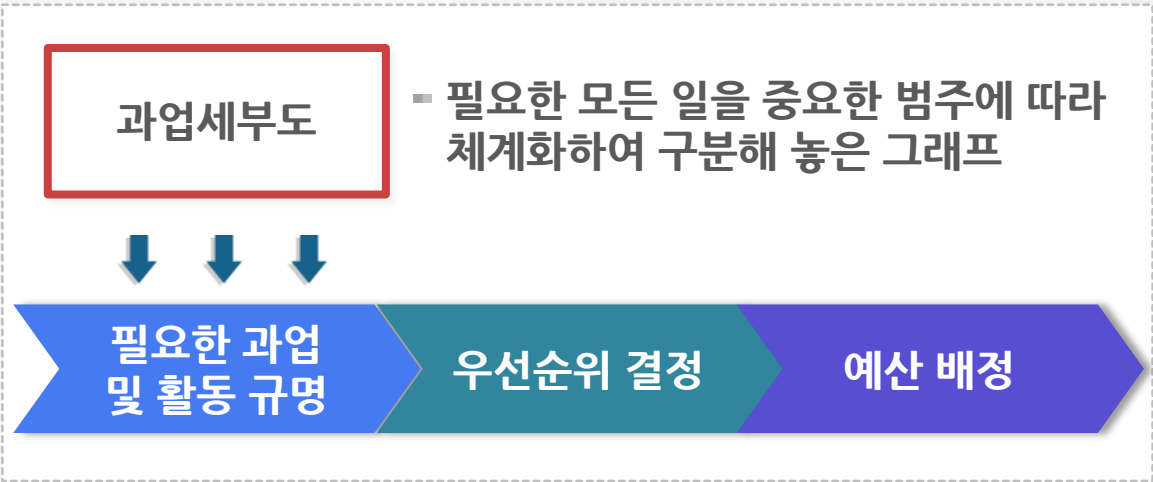 과업세부도
필요한 모든 일을 중요한 범주에 따라
체계화하여 구분해 놓은 그래프
필요한 과업
및 활동 규명
우선순위 결정
예산 배정